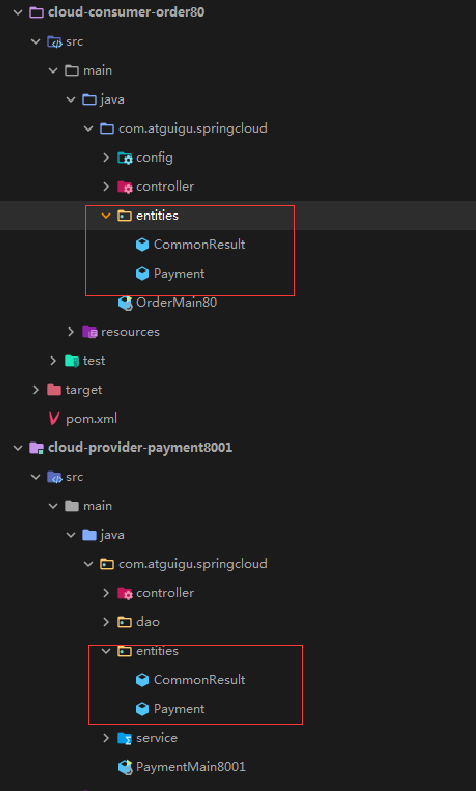 cloud-consumer-order80
src
main
java
com.atguigu.springcloud
config
controller
entities
CommonResult
Payment
OrderMain80
resources
test
target
pom.xml
cloud-provider-payment8001
src
main
java
com.atguigu.springcloud
controller
dao
entities
CommonResult
Payment
service
PaymentMain8001